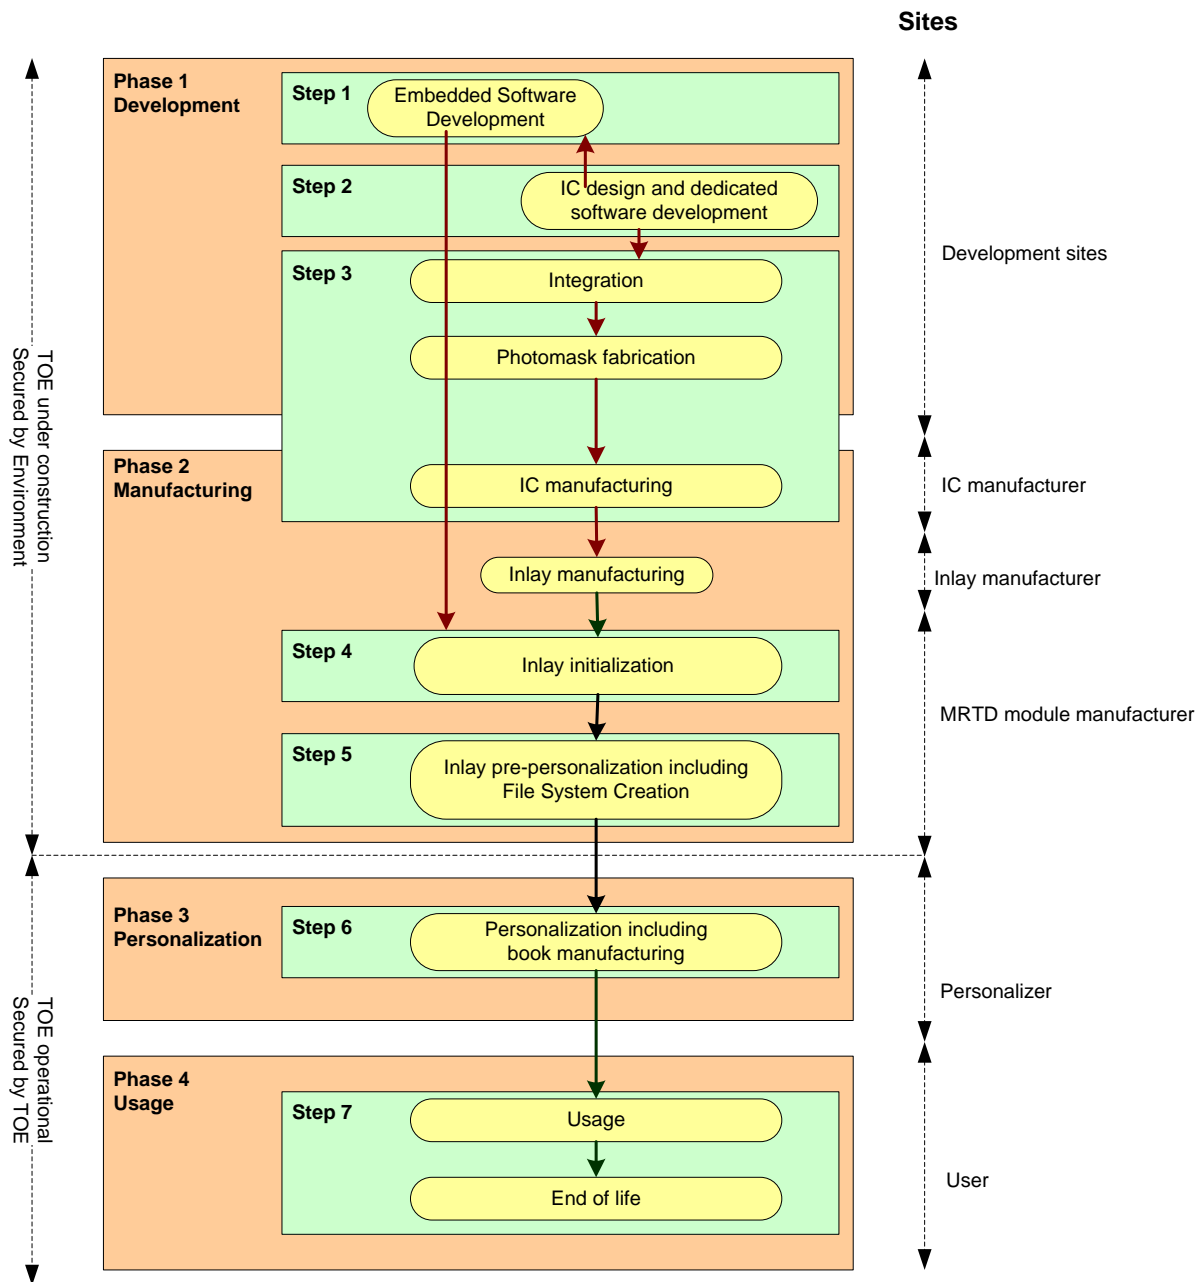 Sites
Phase 1
Development
Step 1
Embedded Software
Development
Step 2
IC design and dedicated
software development
Step 3
Integration
Photomask fabrication
Development sites
TOE under construction
Secured by Environment
Phase 2
Manufacturing
IC manufacturing
IC manufacturer
Inlay manufacturing
Inlay manufacturer
Step 4
Inlay initialization
MRTD module manufacturer
Step 5
Inlay pre-personalization including
File System Creation
Phase 3
Personalization
Step 6
Personalization including
book manufacturing
Personalizer
TOE operational
Secured by TOE
Phase 4
Usage
Step 7
Usage
End of life
User